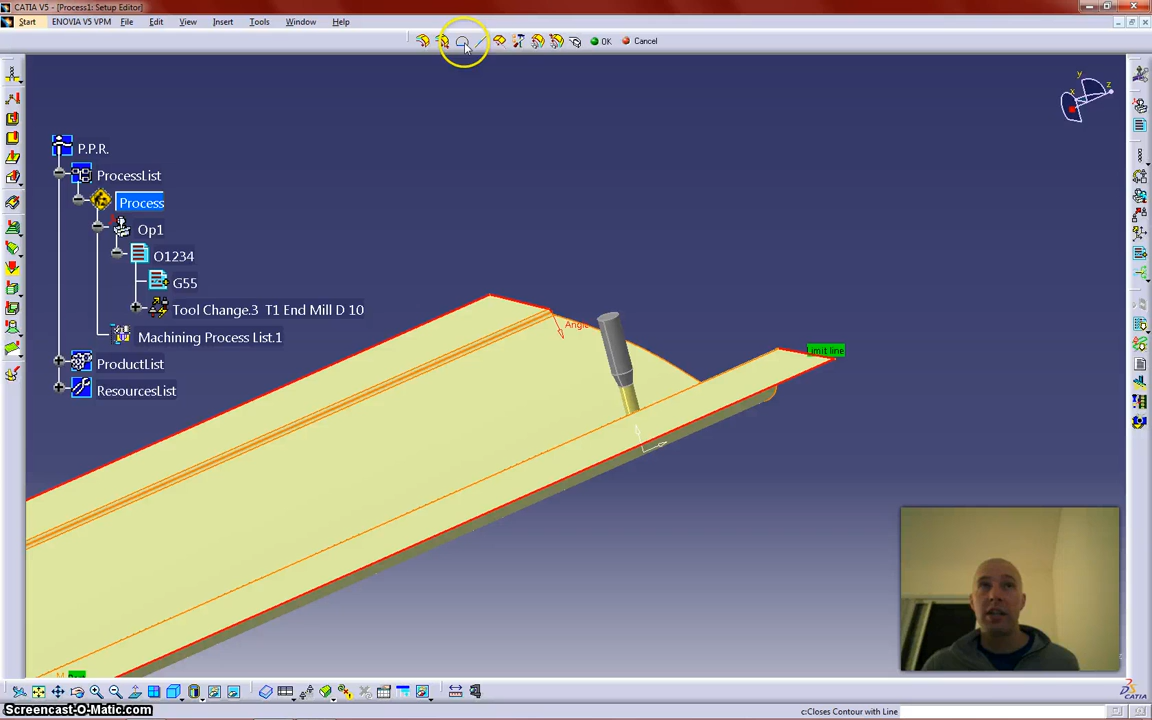 CATIA V5 - [Process1: Setup Editor]
Start ENOVIA V5 VPM File Edit View Insert Tools Window Help
OK Cancel
P.P.R.
ProcessList
Process
Op1
O1234
G55
Tool Change.3 T1 End Mill D 10
Machining Process List.1
ProductList
ResourcesList
Limit line
y
z
x
Screencast-O-Matic.com
c:Closes Contour with Line